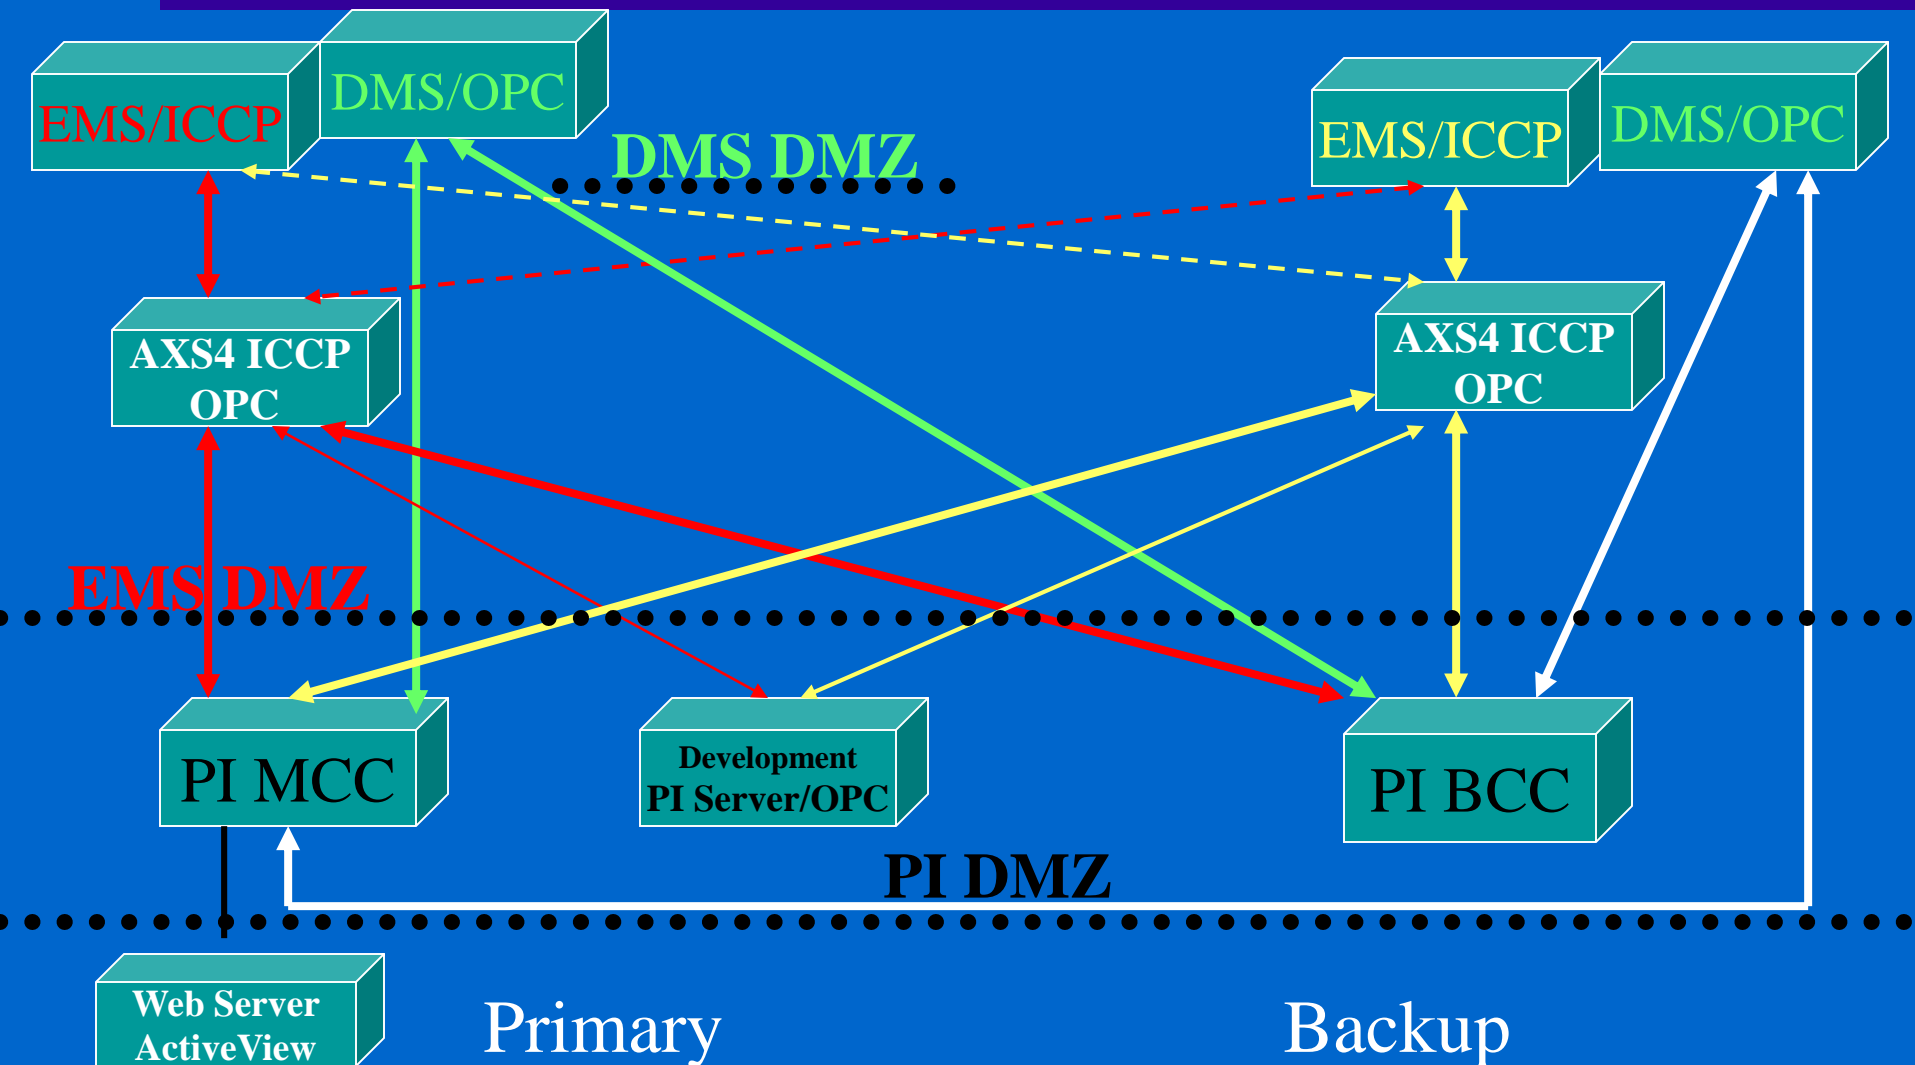 EMS/ICCP
DMS/OPC
DMS DMZ
EMS/ICCP
DMS/OPC
AXS4 ICCP
OPC
AXS4 ICCP
OPC
EMS DMZ
PI MCC
Development
PI Server/OPC
PI BCC
PI DMZ
Web Server
ActiveView
Primary
Backup